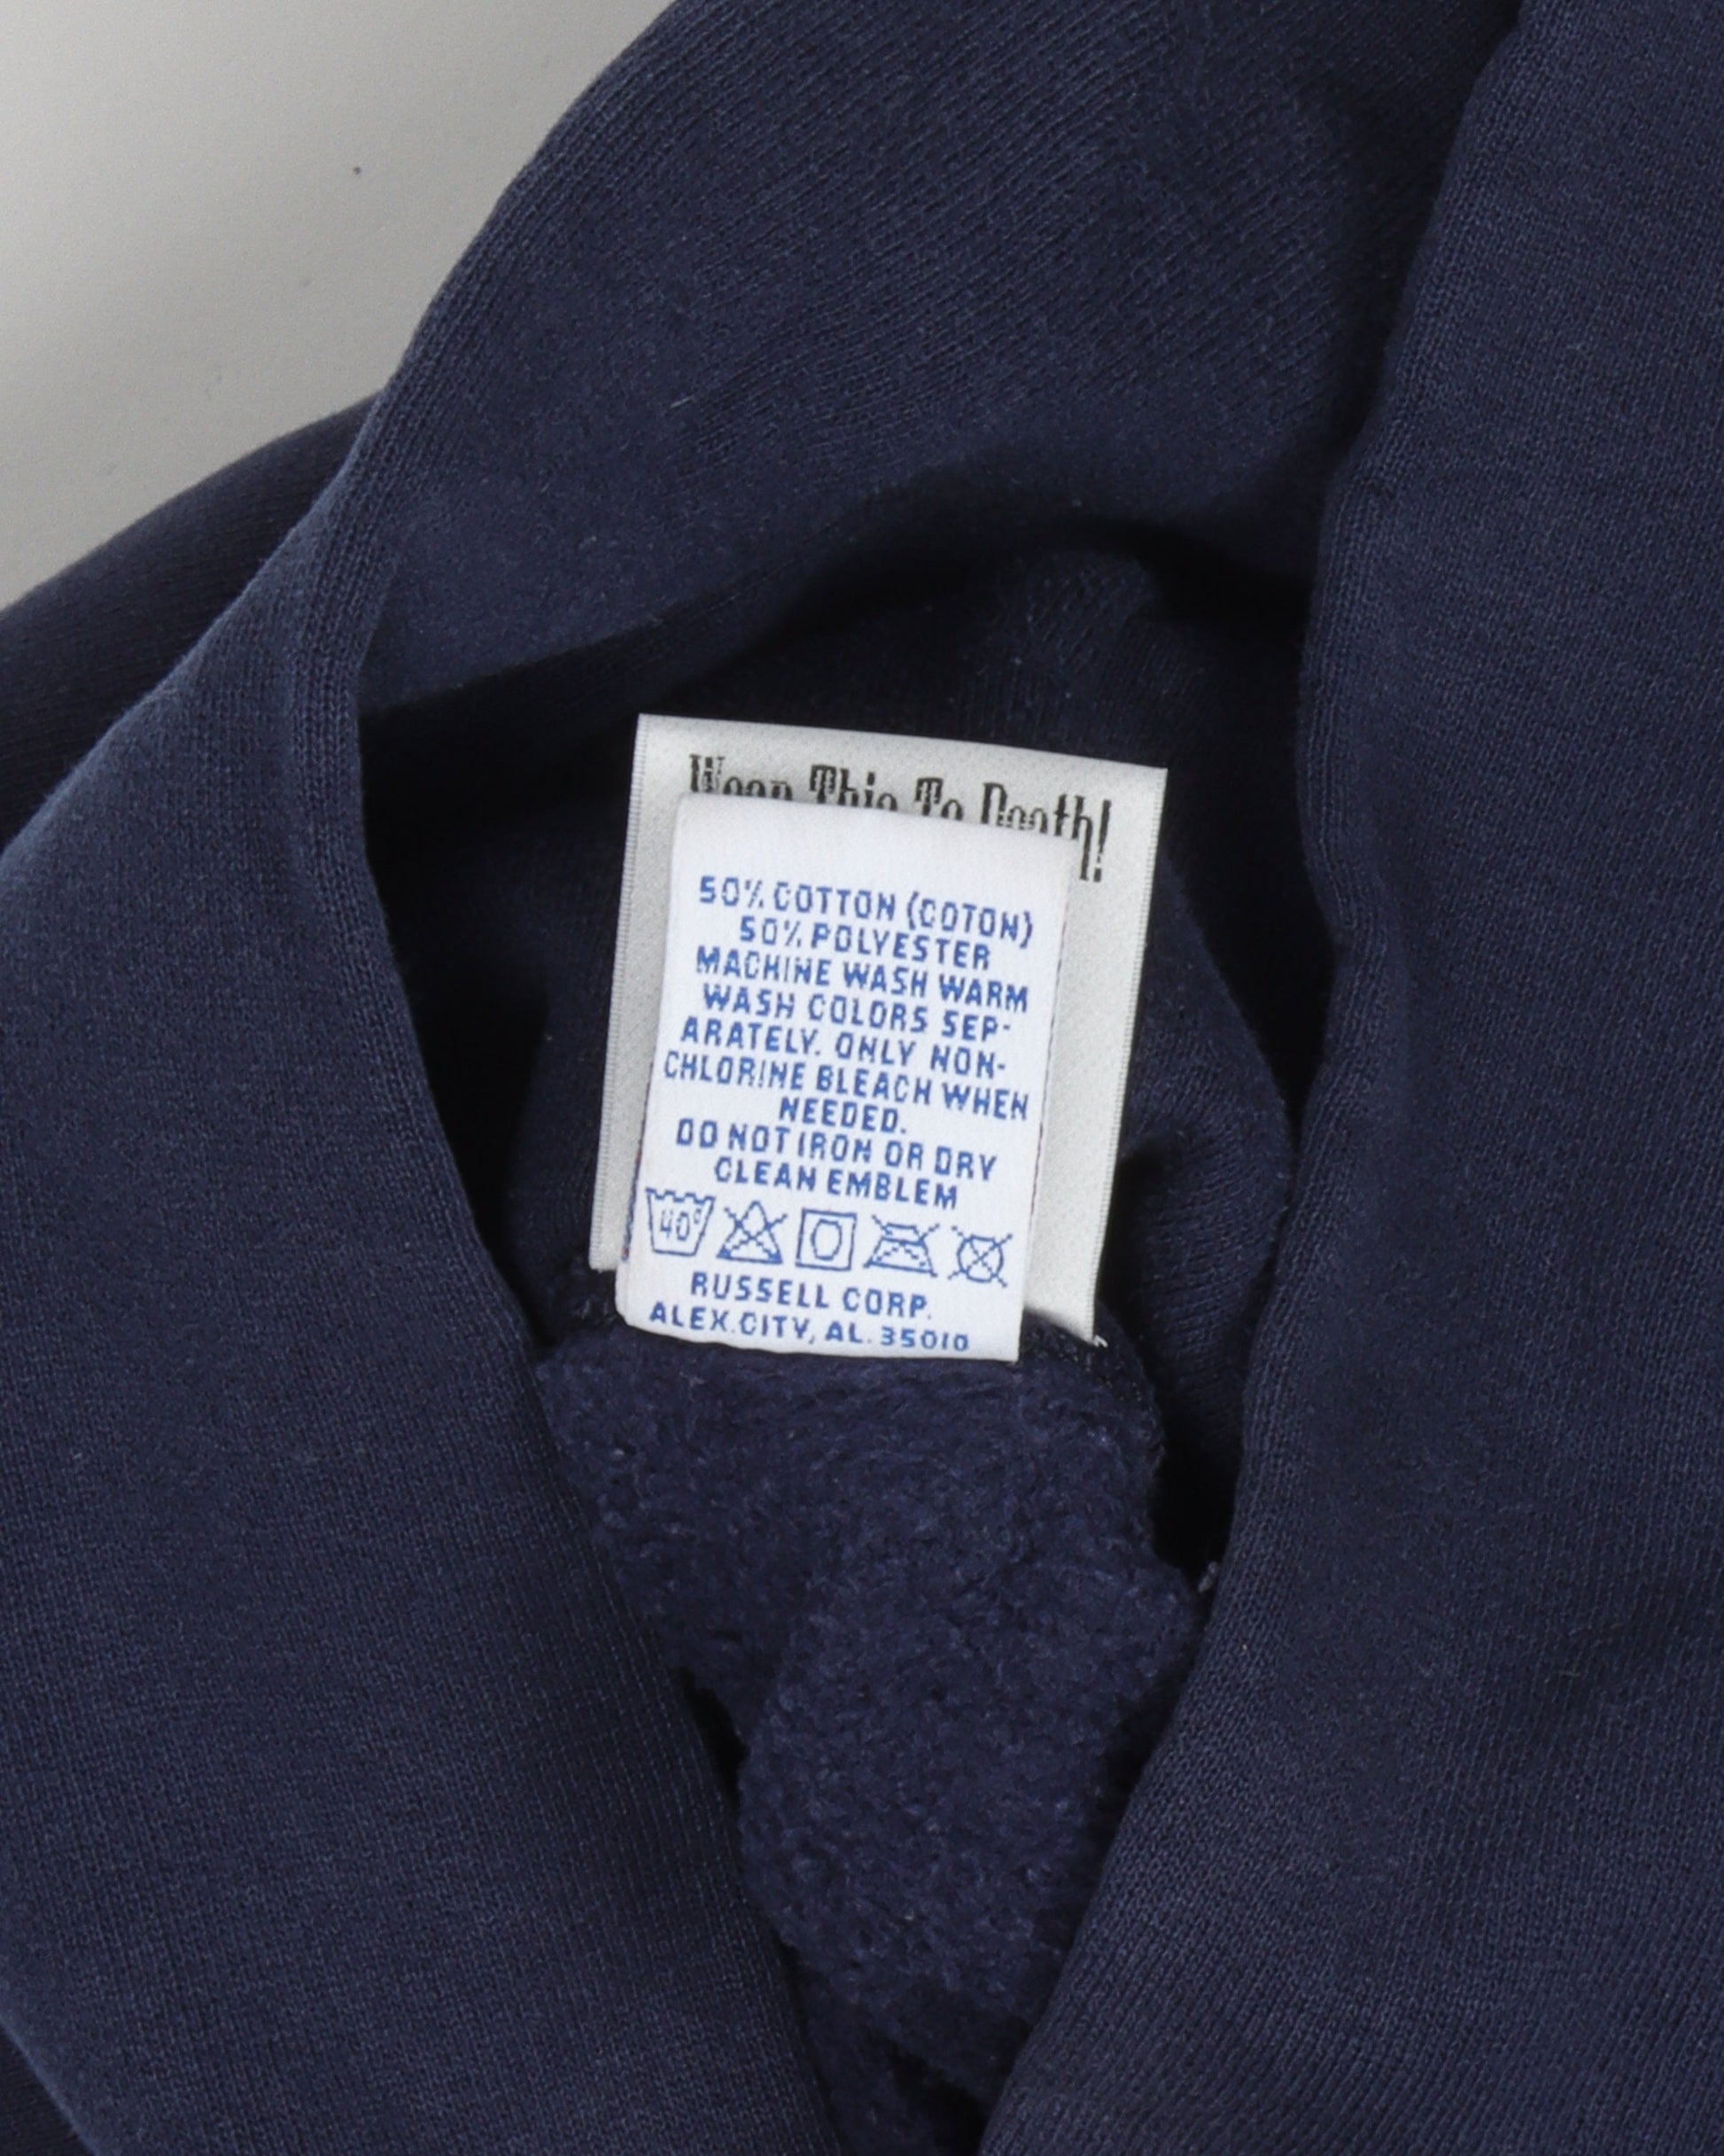 Wear This To Death!
50% COTTON (COTON)
50% POLYESTER
MACHINE WASH WARM
WASH COLORS SEP-
ARATELY. ONLY NON-
CHLORINE BLEACH WHEN
NEEDED.
DO NOT IRON OR DRY
CLEAN EMBLEM
40°
RUSSELL CORP.
ALEX.CITY, AL. 35010